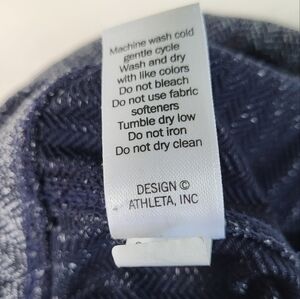 Machine wash cold
gentle cycle
Wash and dry
with like colors
Do not bleach
Do not use fabric
softeners
Tumble dry low
Do not iron
Do not dry clean
DESIGN ©
ATHLETA, INC